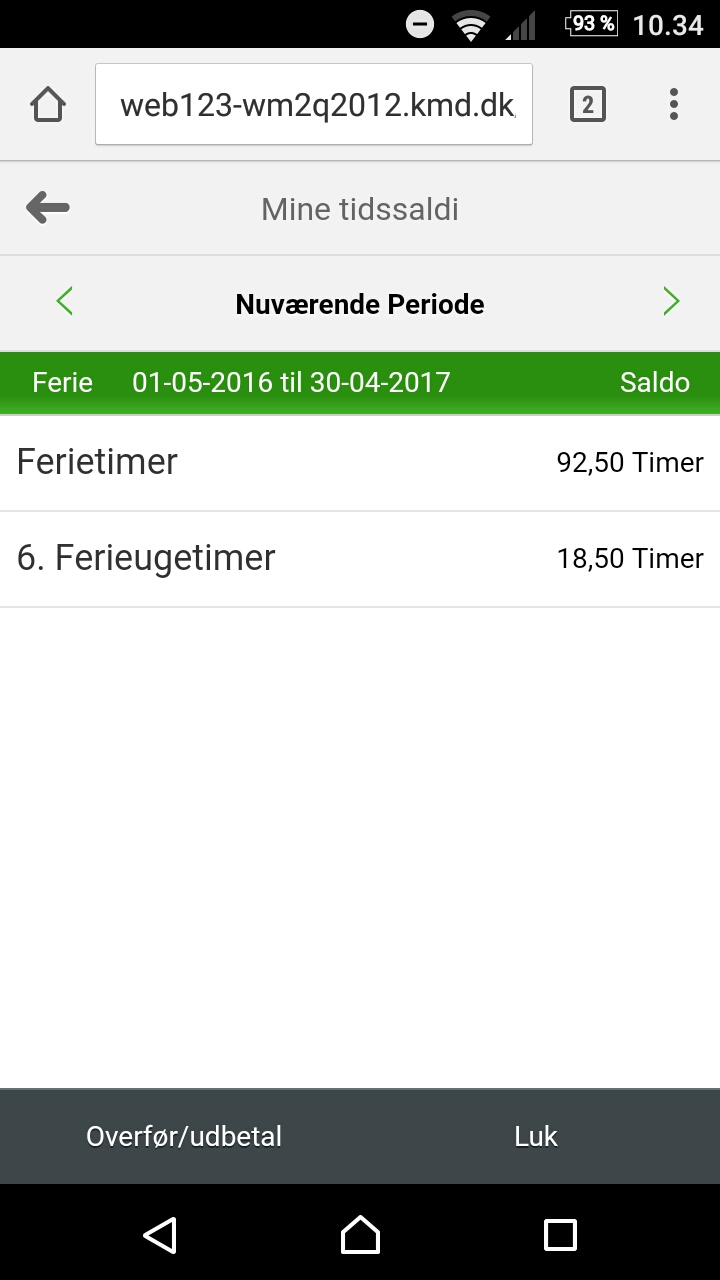 93 % 10.34
web123-wm2q2012.kmd.dk 2
Mine tidssaldi
Nuværende Periode
Ferie 01-05-2016 til 30-04-2017 Saldo
Ferietimer 92,50 Timer
6. Ferieugetimer 18,50 Timer
Overfør/udbetal Luk